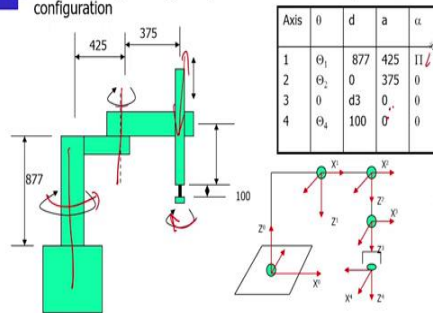 configuration
425
375
877
100
Axis θ d a α
1 Θ1 877 425 Π
2 Θ2 0 375 0
3 0 d3 0 0
4 Θ4 100 0 0
X¹
X²
Z¹
Z²
X³
Z³
Z⁰
X⁰
X⁴
Z⁴